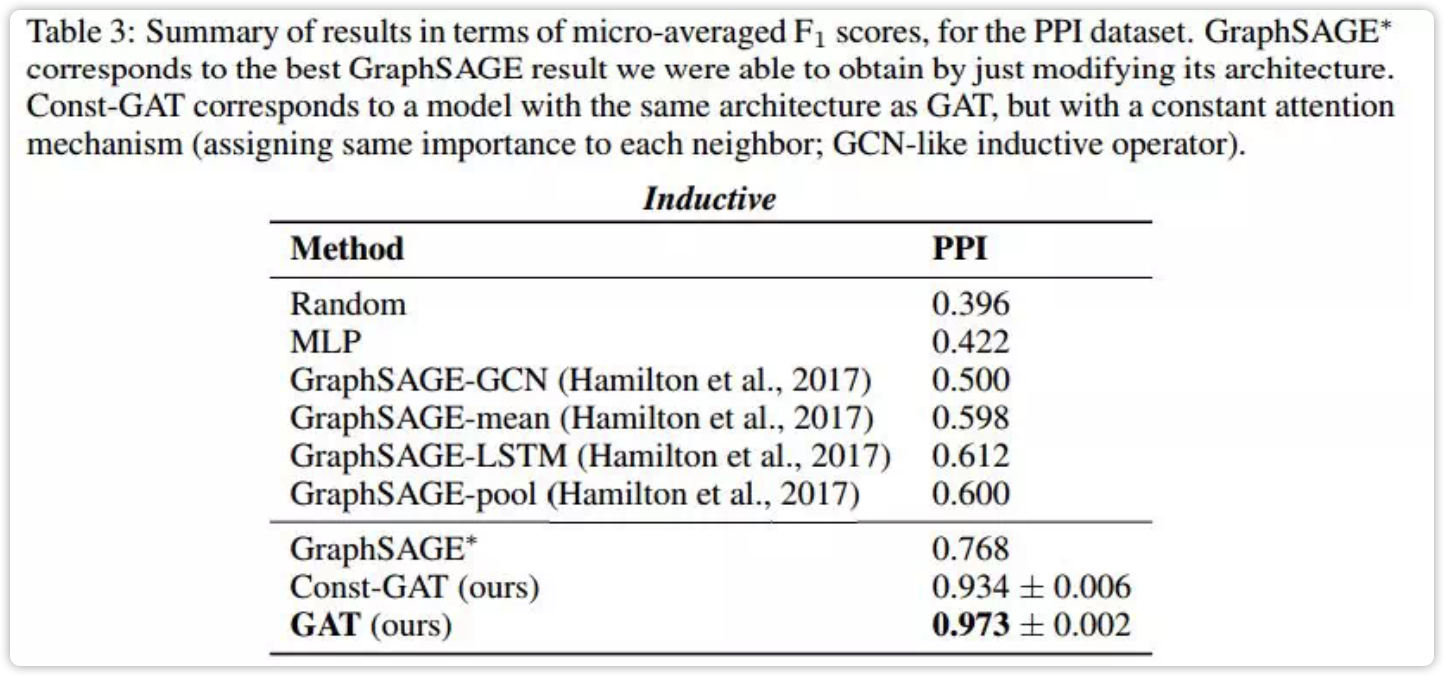 Table 3: Summary of results in terms of micro-averaged F₁ scores, for the PPI dataset. GraphSAGE*
corresponds to the best GraphSAGE result we were able to obtain by just modifying its architecture.
Const-GAT corresponds to a model with the same architecture as GAT, but with a constant attention
mechanism (assigning same importance to each neighbor; GCN-like inductive operator).
Inductive
Method PPI
Random 0.396
MLP 0.422
GraphSAGE-GCN (Hamilton et al., 2017) 0.500
GraphSAGE-mean (Hamilton et al., 2017) 0.598
GraphSAGE-LSTM (Hamilton et al., 2017) 0.612
GraphSAGE-pool (Hamilton et al., 2017) 0.600
GraphSAGE* 0.768
Const-GAT (ours) 0.934 ± 0.006
GAT (ours) 0.973 ± 0.002